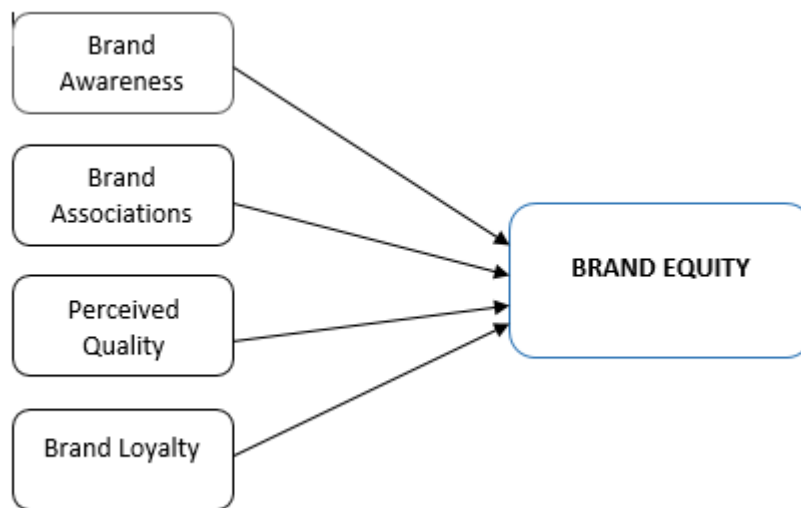 Brand
Awareness
Brand
Associations
BRAND EQUITY
Perceived
Quality
Brand Loyalty